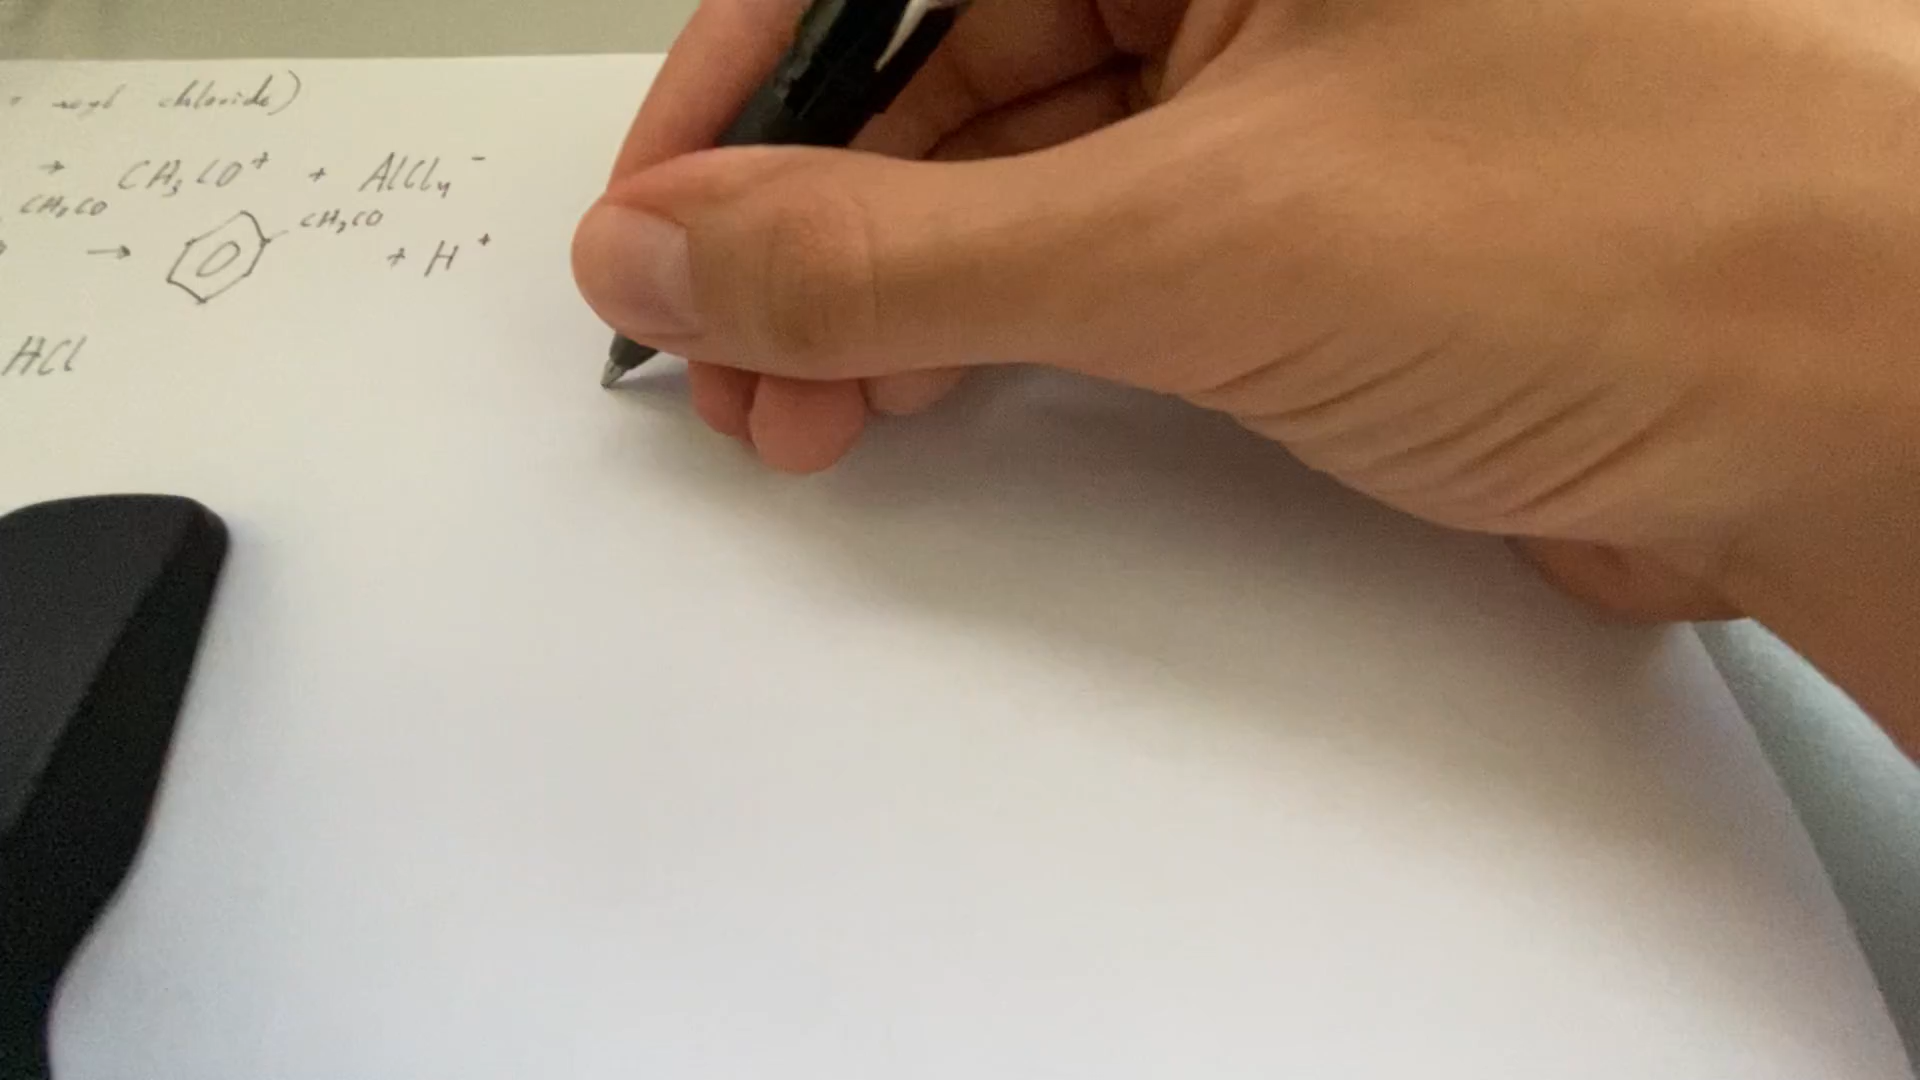 chloride)
→ CH₃CO⁺ + AlCl₄⁻
CH₃CO
→ CH₃CO + H⁺
HCl